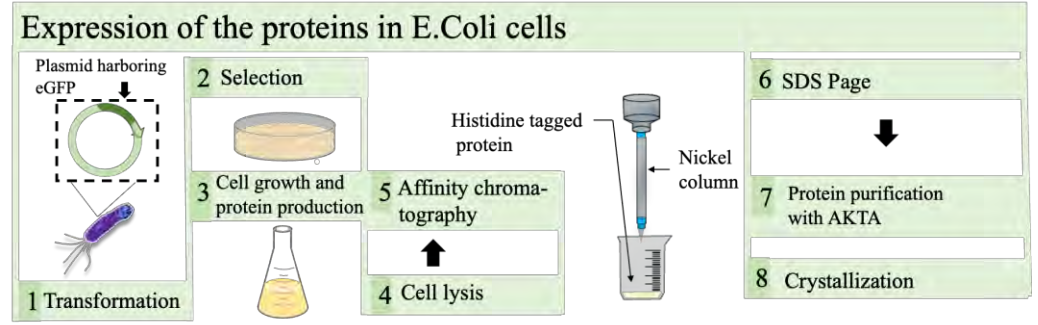 Expression of the proteins in E.Coli cells
Plasmid harboring
eGFP
1 Transformation
2 Selection
3 Cell growth and
protein production
4 Cell lysis
5 Affinity chroma-
tography
Histidine tagged
protein
Nickel
column
6 SDS Page
7 Protein purification
with AKTA
8 Crystallization